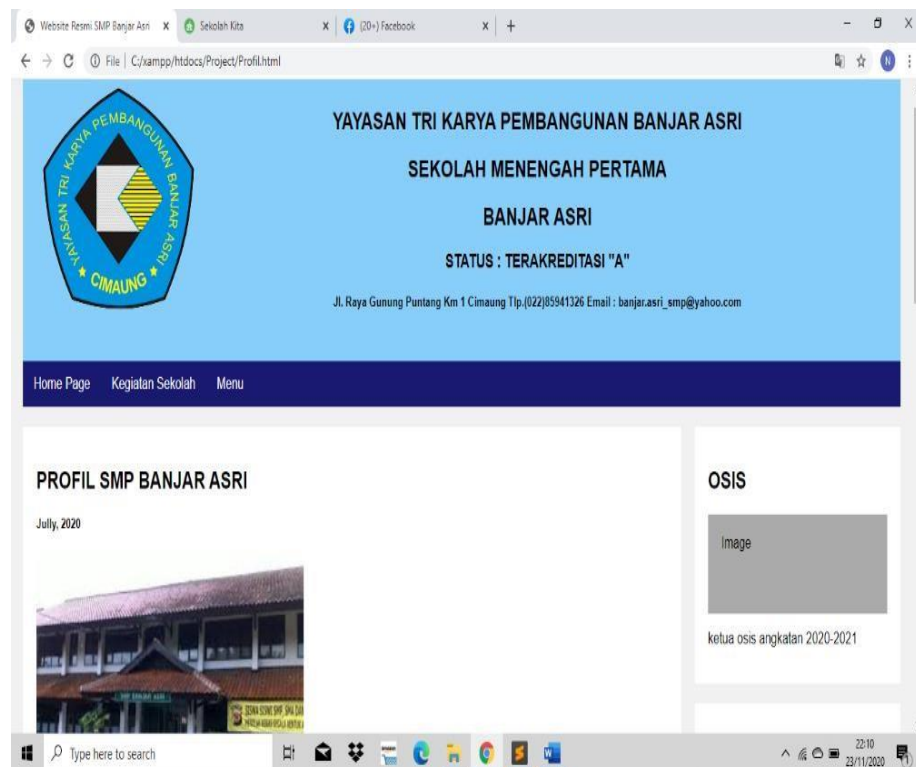 Website Resmi SMP Banjar Asri
Sekolah Kita
(20+) Facebook
File | C:/xampp/htdocs/Project/Profil.html
N
YAYASAN TRI KARYA PEMBANGUNAN BANJAR ASRI
CIMAUNG
YAYASAN TRI KARYA PEMBANGUNAN BANJAR ASRI
SEKOLAH MENENGAH PERTAMA
BANJAR ASRI
STATUS : TERAKREDITASI "A"
Jl. Raya Gunung Puntang Km 1 Cimaung Tlp.(022)85941326 Email : banjar.asri_smp@yahoo.com
Home Page Kegiatan Sekolah Menu
PROFIL SMP BANJAR ASRI
Jully, 2020
SMP BANJAR ASRI
OSIS
Image
ketua osis angkatan 2020-2021
Type here to search
22:10
23/11/2020